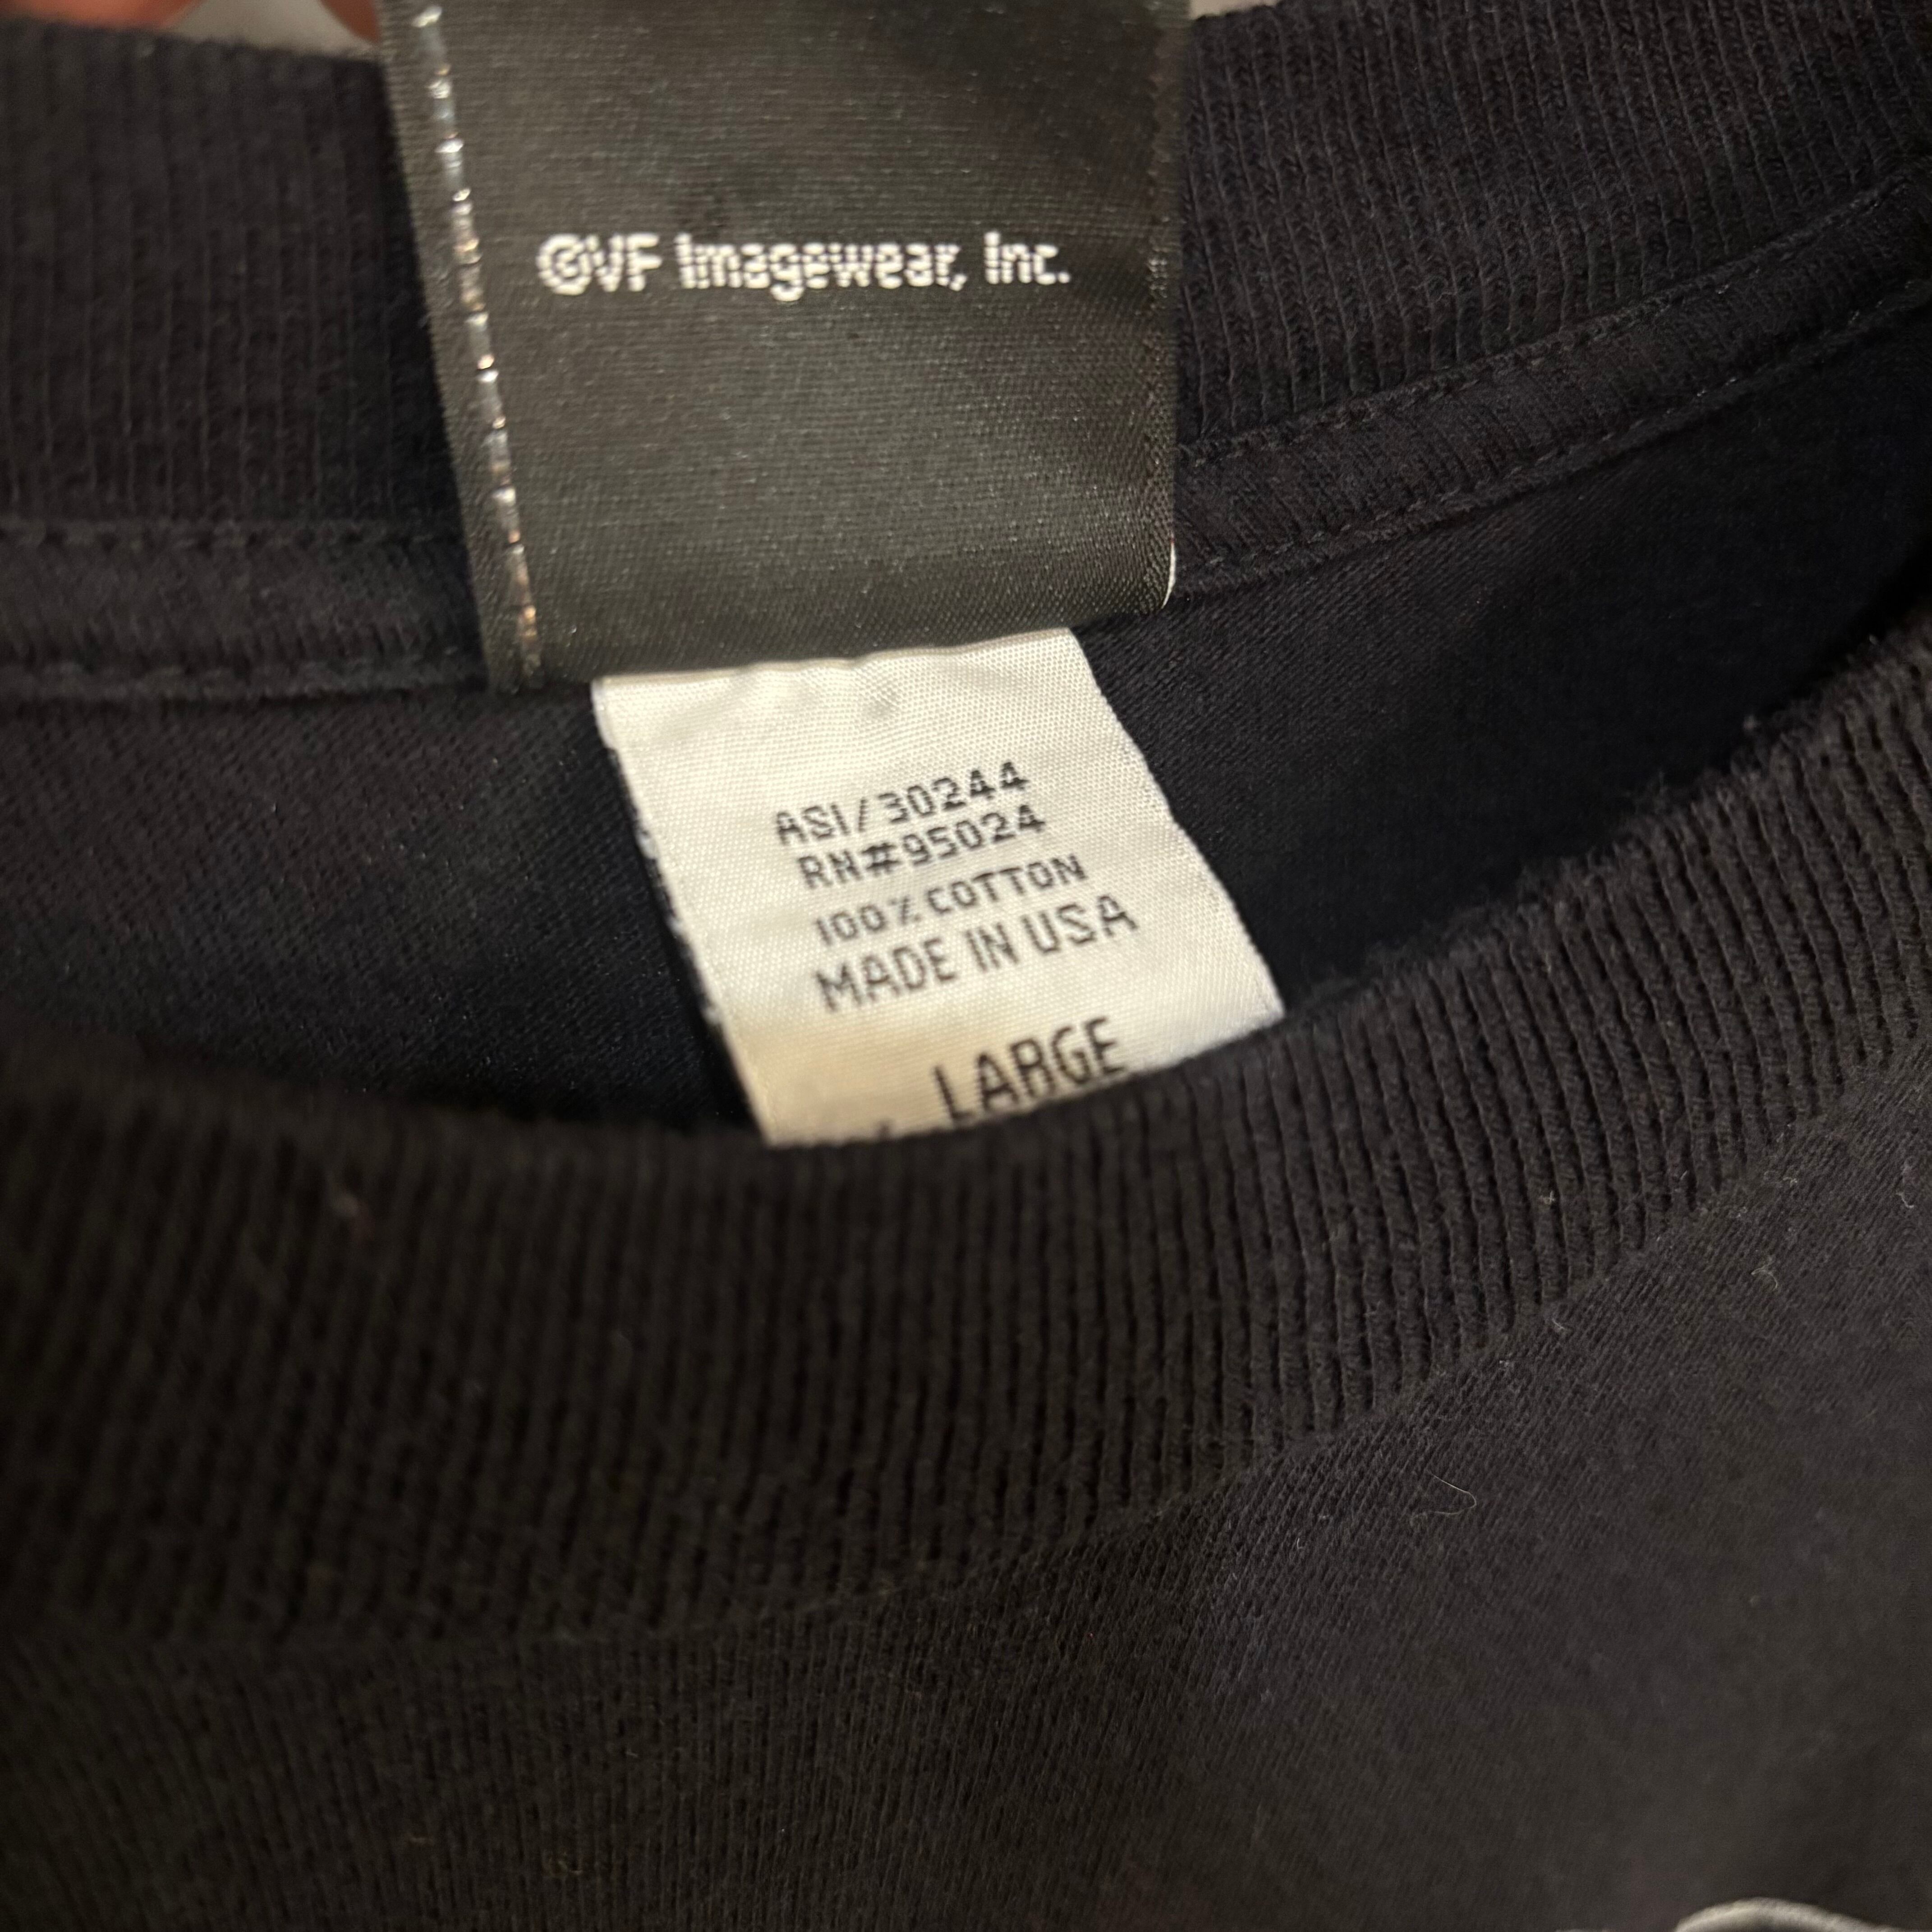 ©VF Imagewear, Inc.
ASI/30244
RN#95024
100% COTTON
MADE IN USA
LARGE